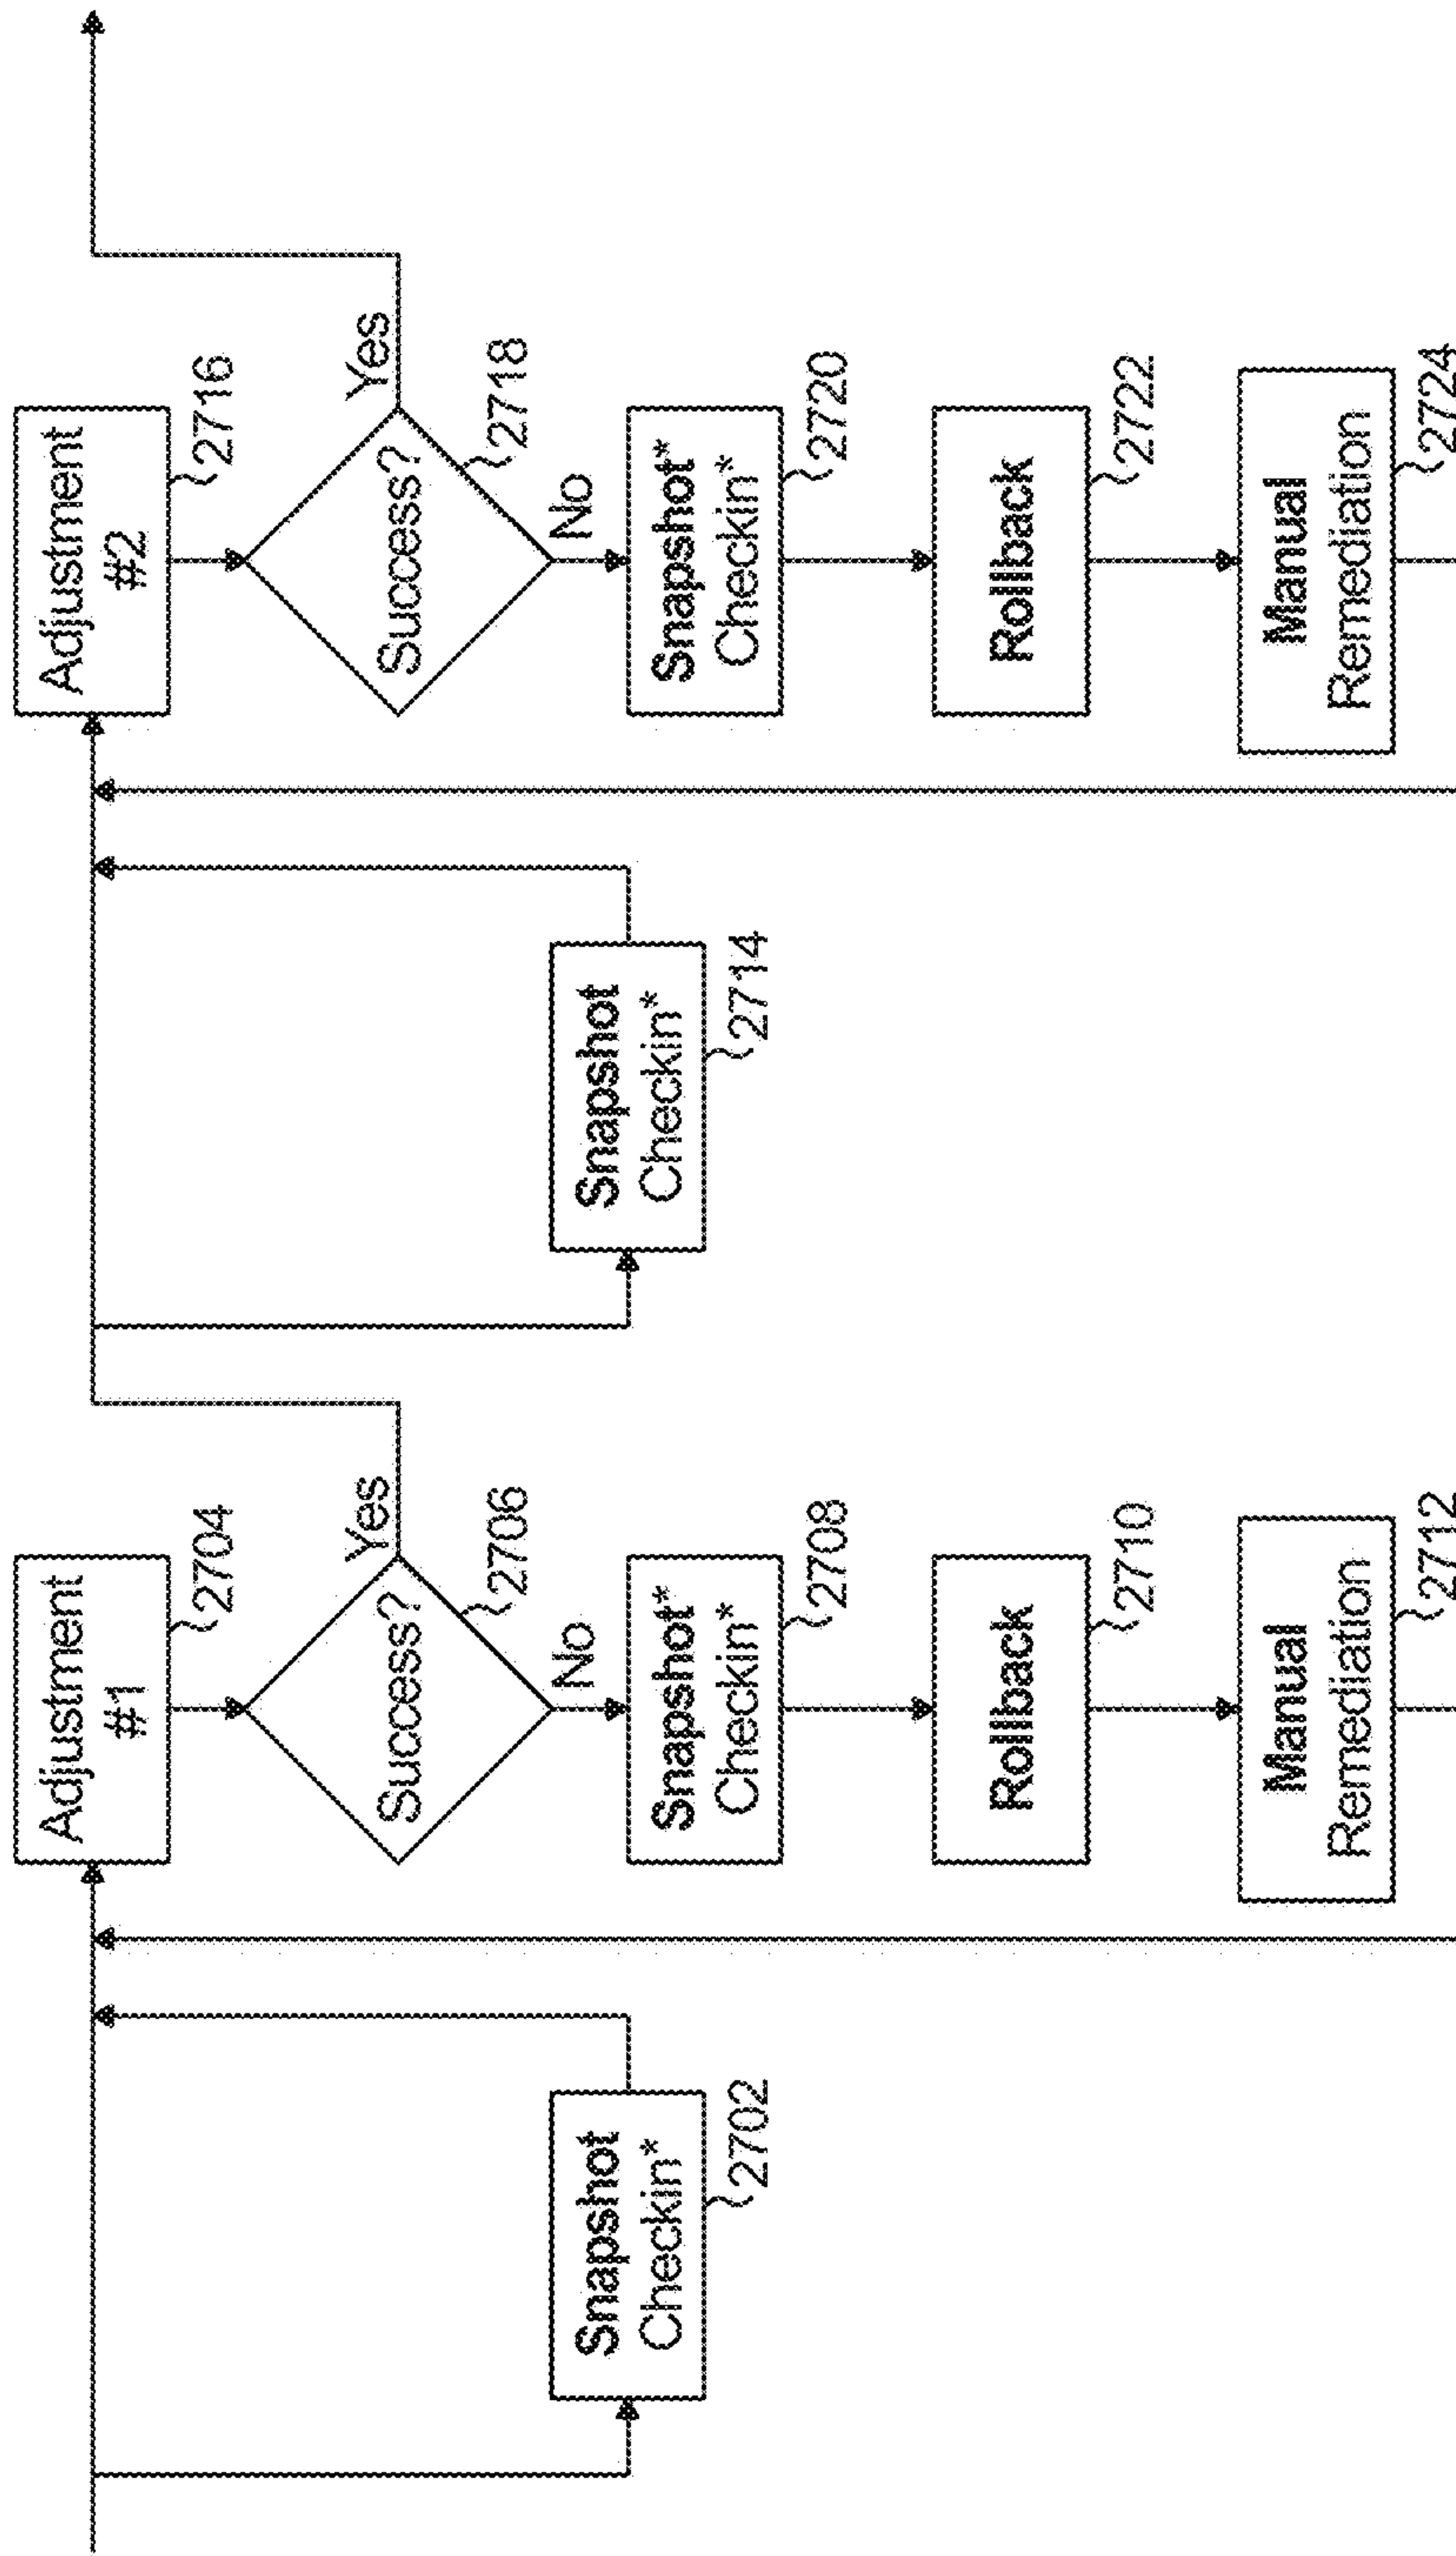 Snapshot
Checkin*
2702
Adjustment
#1
2704
Success?
Yes
2706
No
Snapshot*
Checkin*
2708
Rollback
2710
Manual
Remediation
2712
Snapshot
Checkin*
2714
Adjustment
#2
2716
Success?
Yes
2718
No
Snapshot*
Checkin*
2720
Rollback
2722
Manual
Remediation
2724